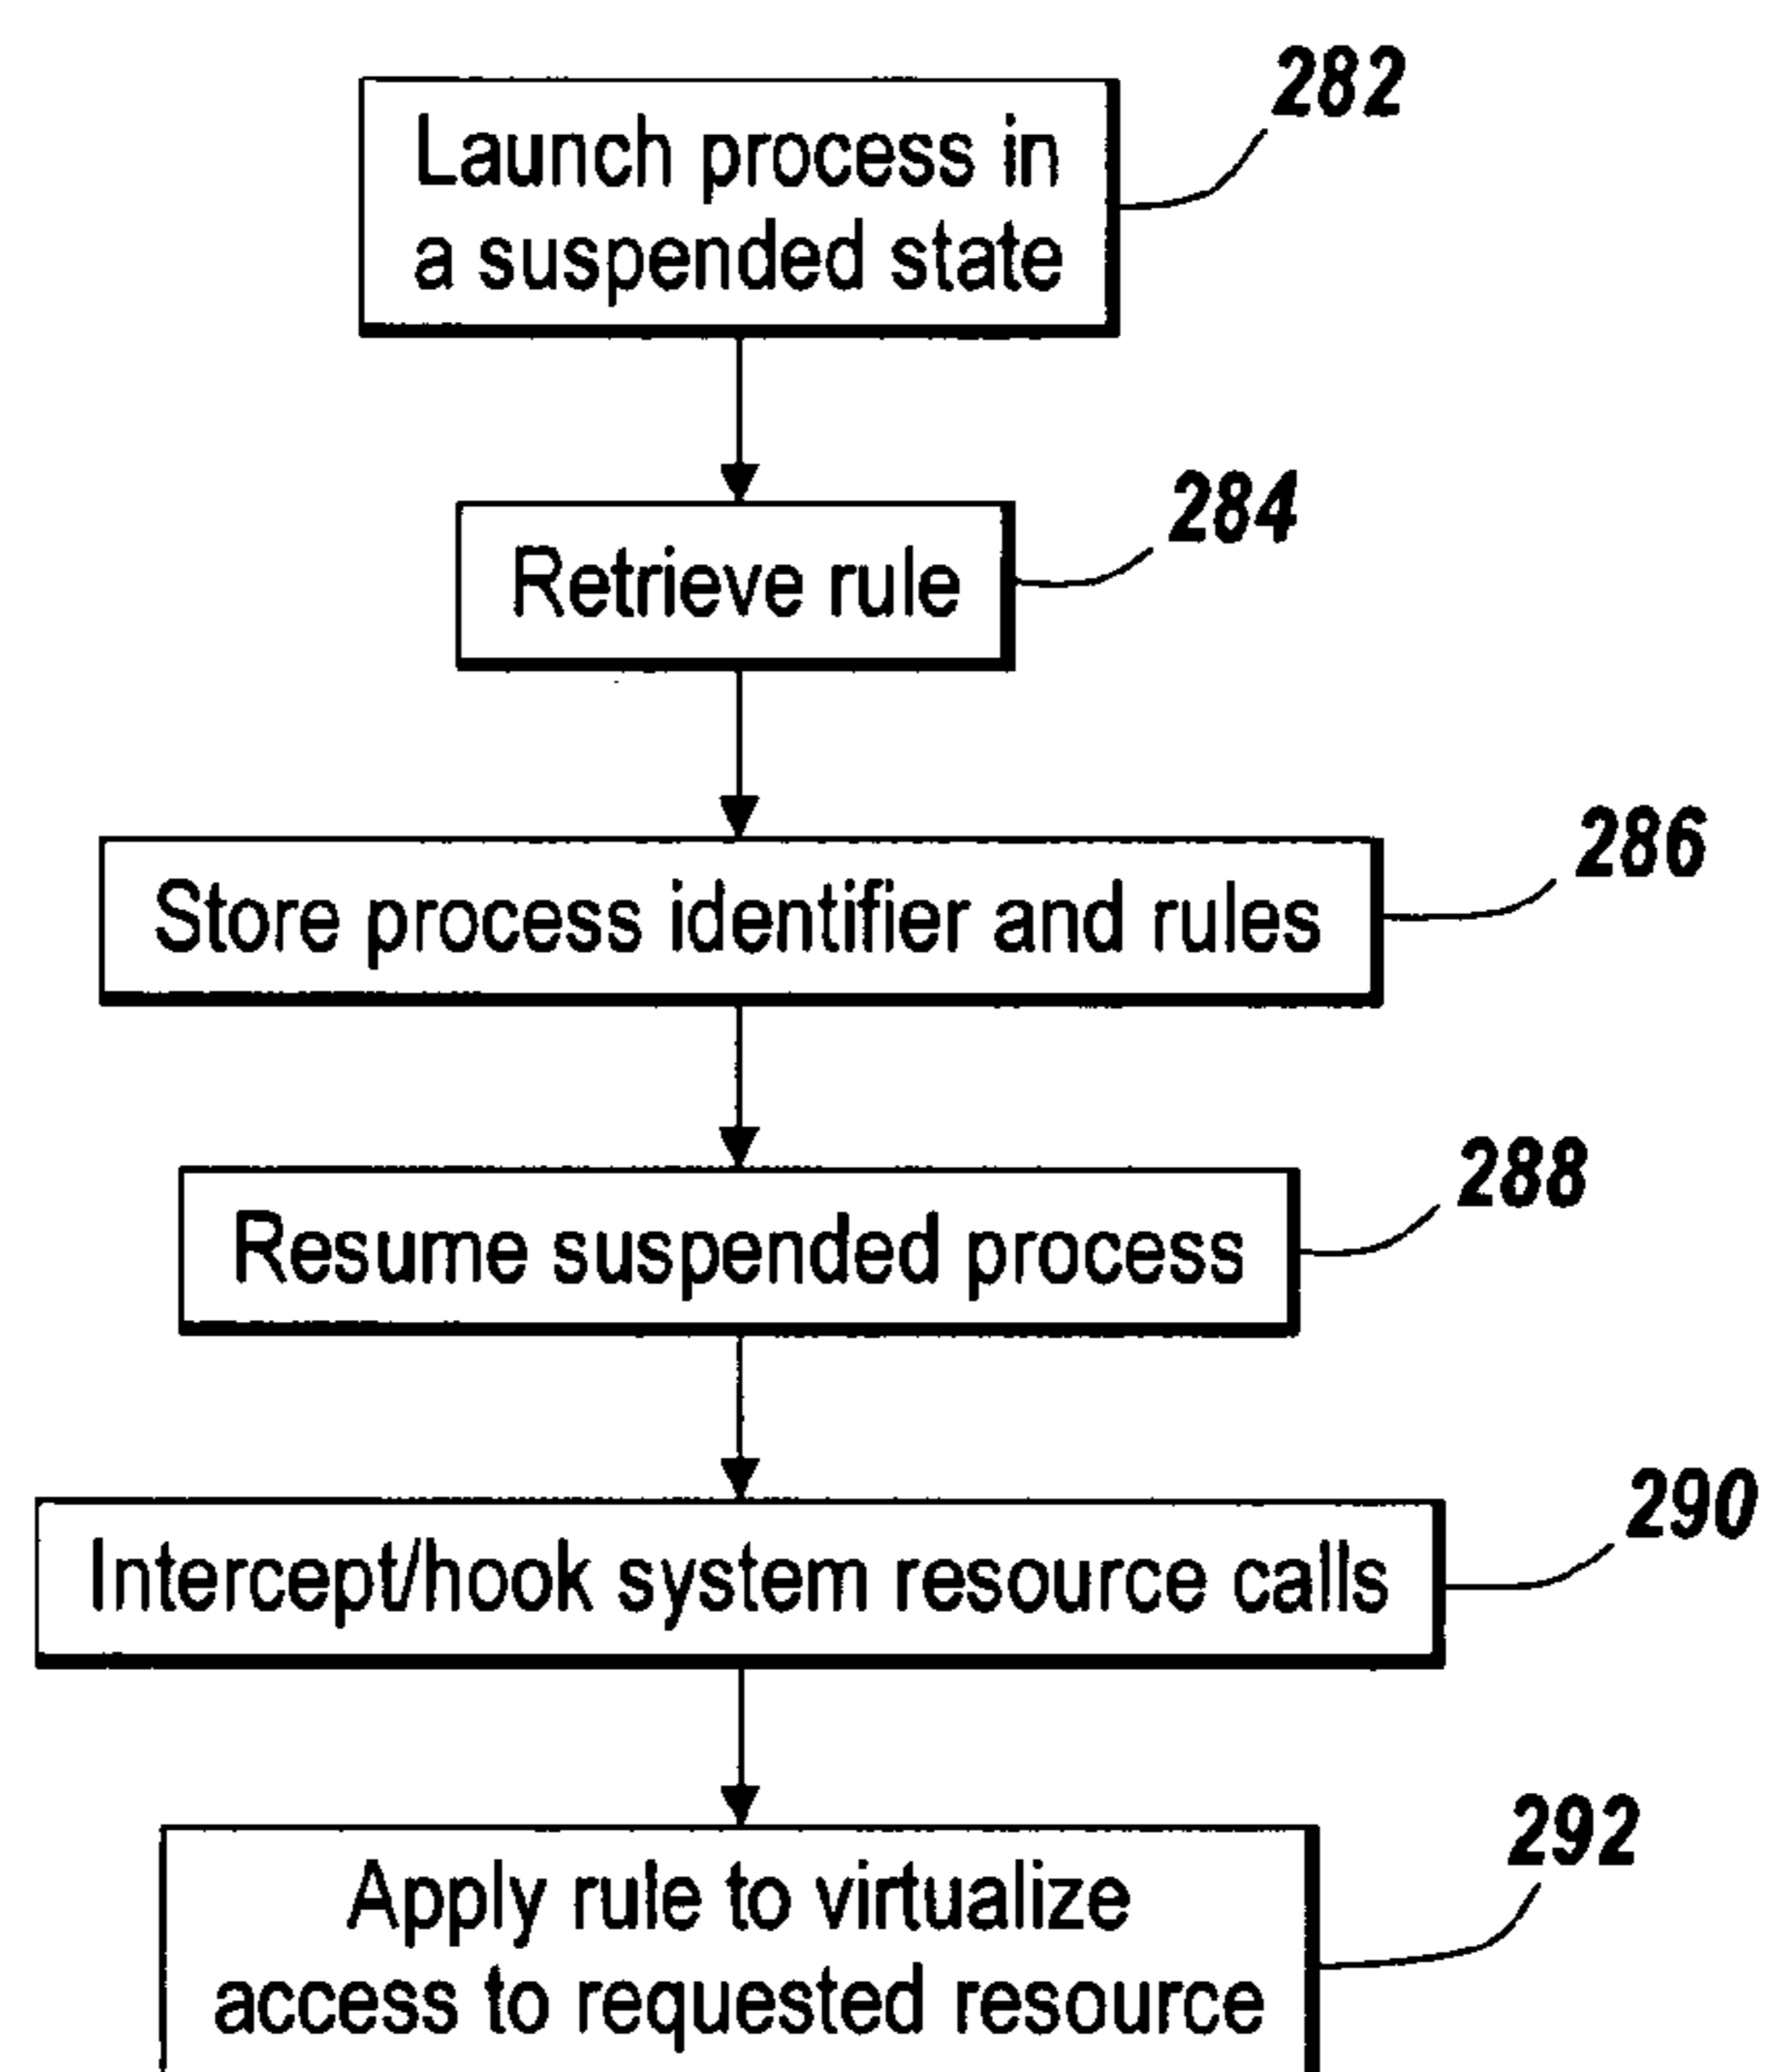 282
Launch process in
a suspended state
284
Retrieve rule
286
Store process identifier and rules
288
Resume suspended process
290
Intercept/hook system resource calls
292
Apply rule to virtualize
access to requested resource